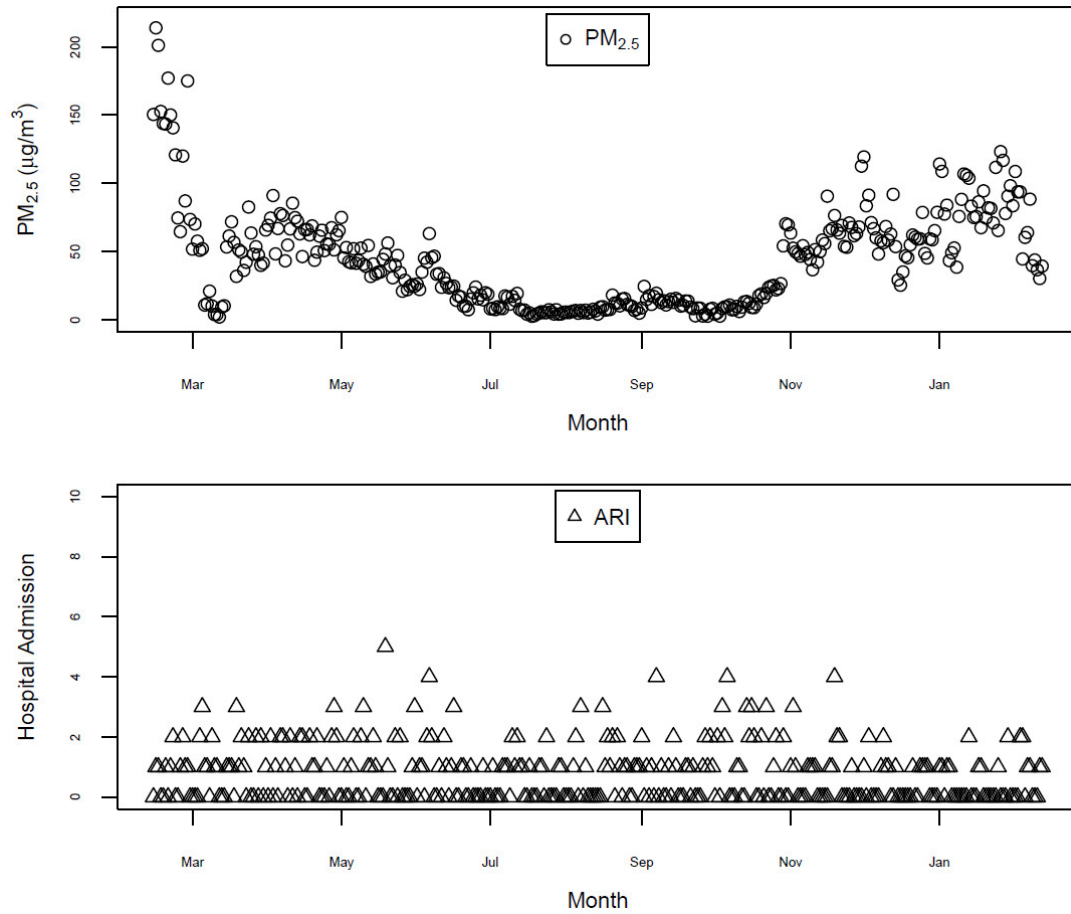 PM2.5
PM2.5 (μg/m3)
200
150
100
50
0
Mar May Jul Sep Nov Jan
Month
ARI
Hospital Admission
10
8
6
4
2
0
Mar May Jul Sep Nov Jan
Month